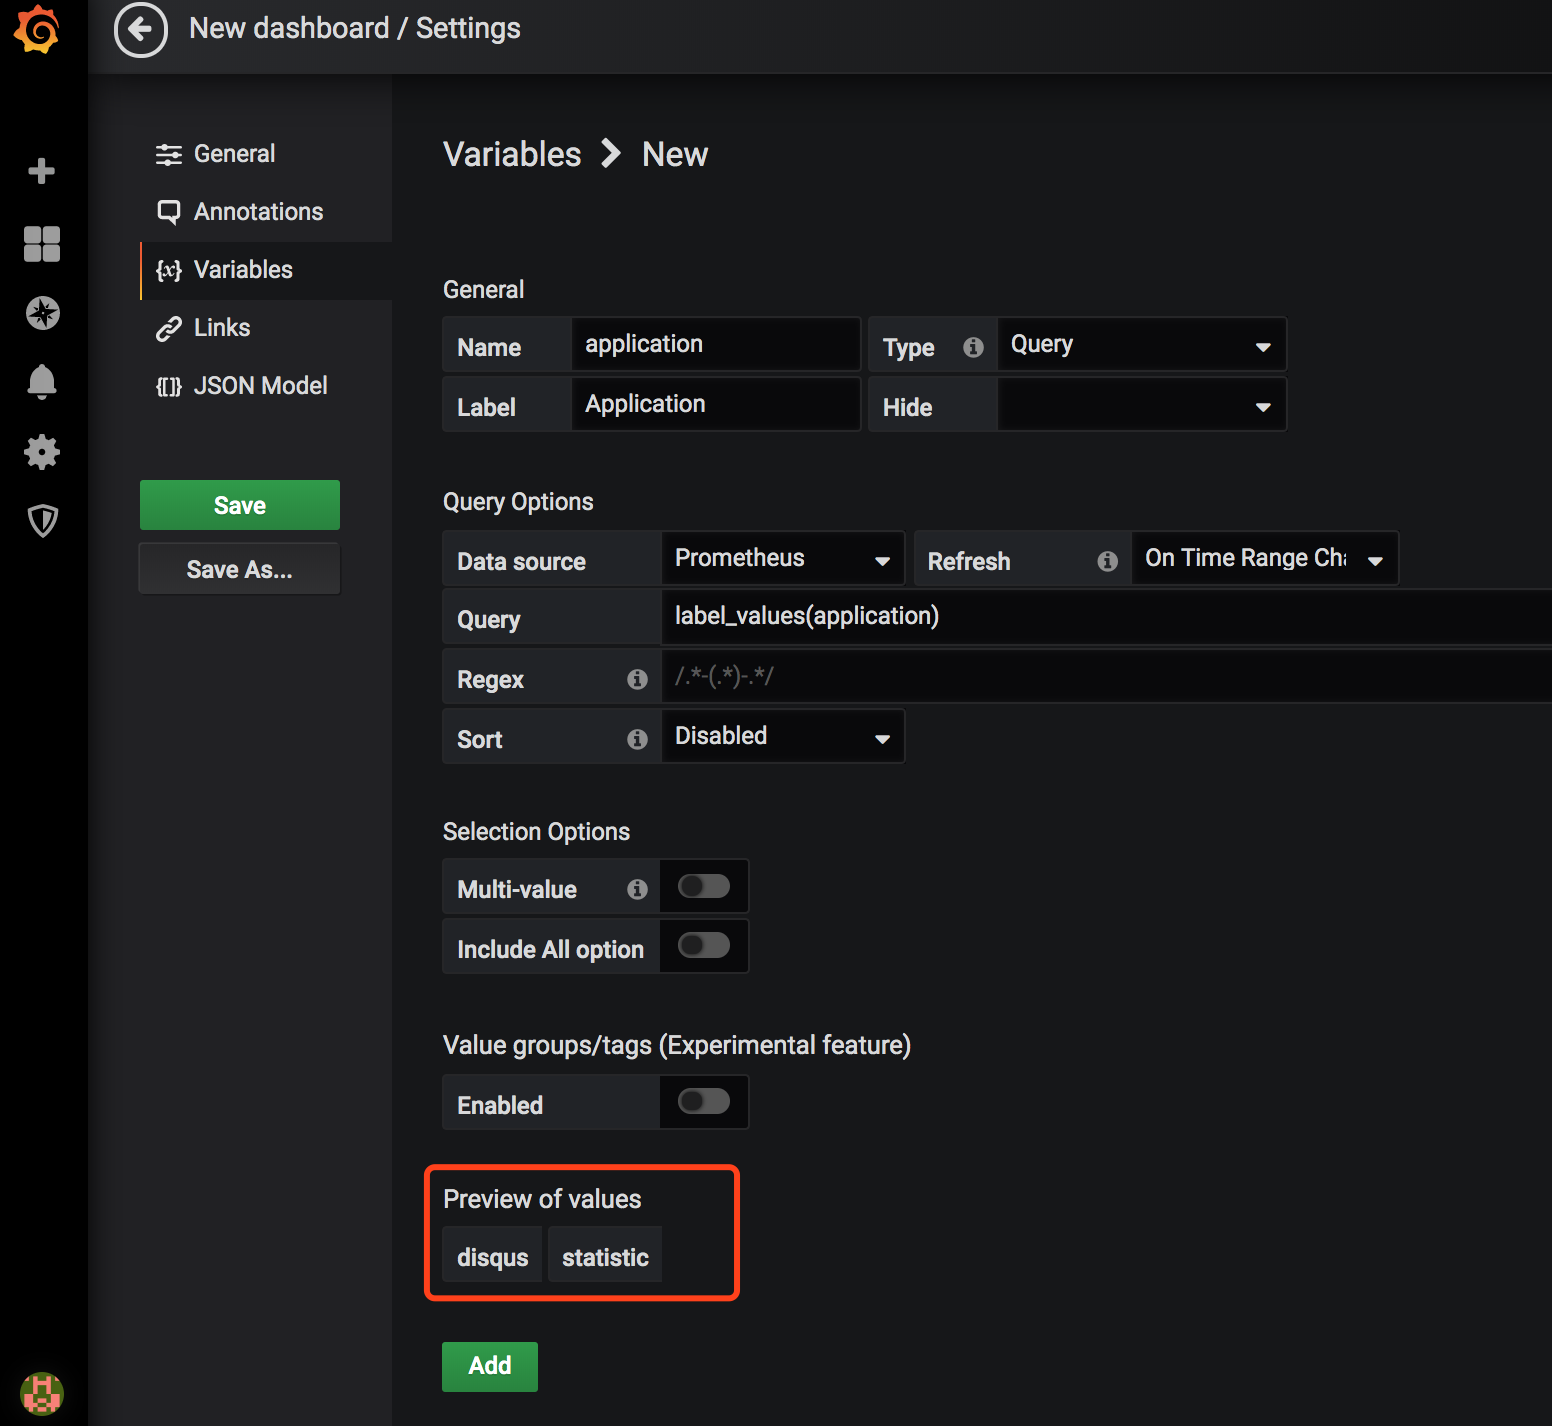 New dashboard / Settings
General
Annotations
{x} Variables
Links
JSON Model
Save
Save As...
Variables > New
General
Name application Type Query
Label Application Hide
Query Options
Data source Prometheus Refresh On Time Range Cha
Query label_values(application)
Regex /.*-(.*)-.*/
Sort Disabled
Selection Options
Multi-value
Include All option
Value groups/tags (Experimental feature)
Enabled
Preview of values
disqus statistic
Add